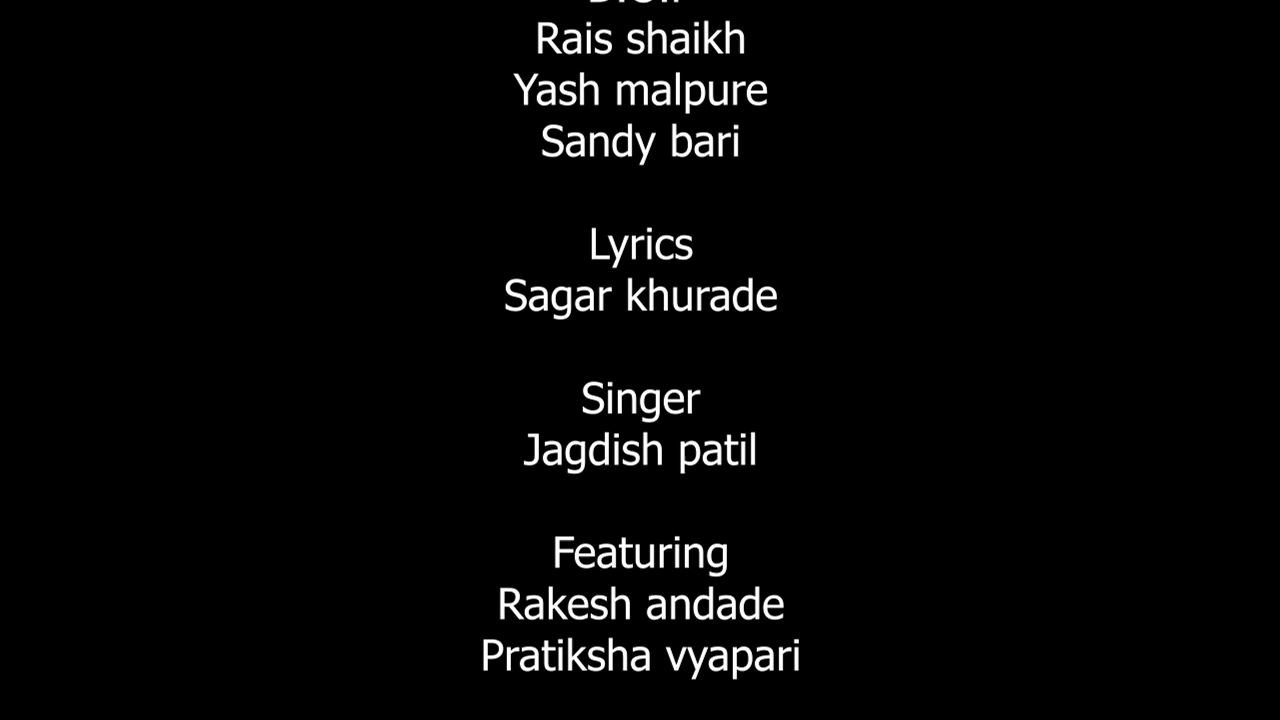 Rais shaikh
Yash malpure
Sandy bari
Lyrics
Sagar khurade
Singer
Jagdish patil
Featuring
Rakesh andade
Pratiksha vyapari